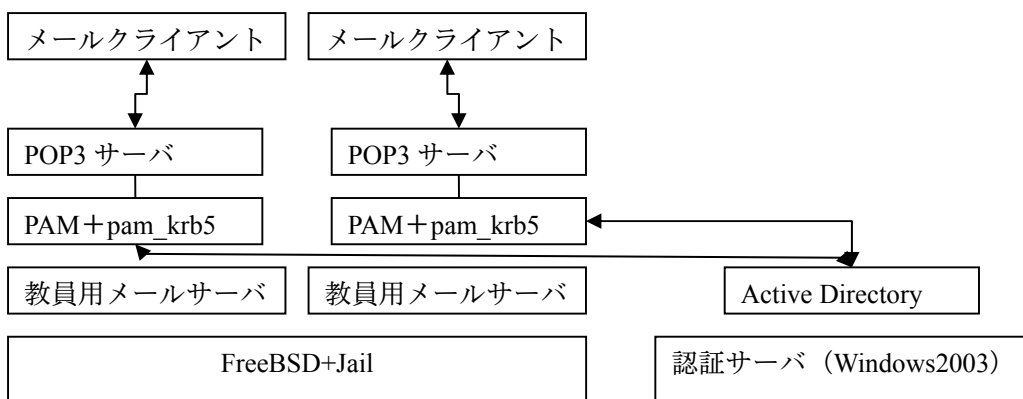 メールクライアント
メールクライアント
POP3 サーバ
POP3 サーバ
PAM+pam_krb5
PAM+pam_krb5
教員用メールサーバ
教員用メールサーバ
Active Directory
FreeBSD+Jail
認証サーバ（Windows2003）